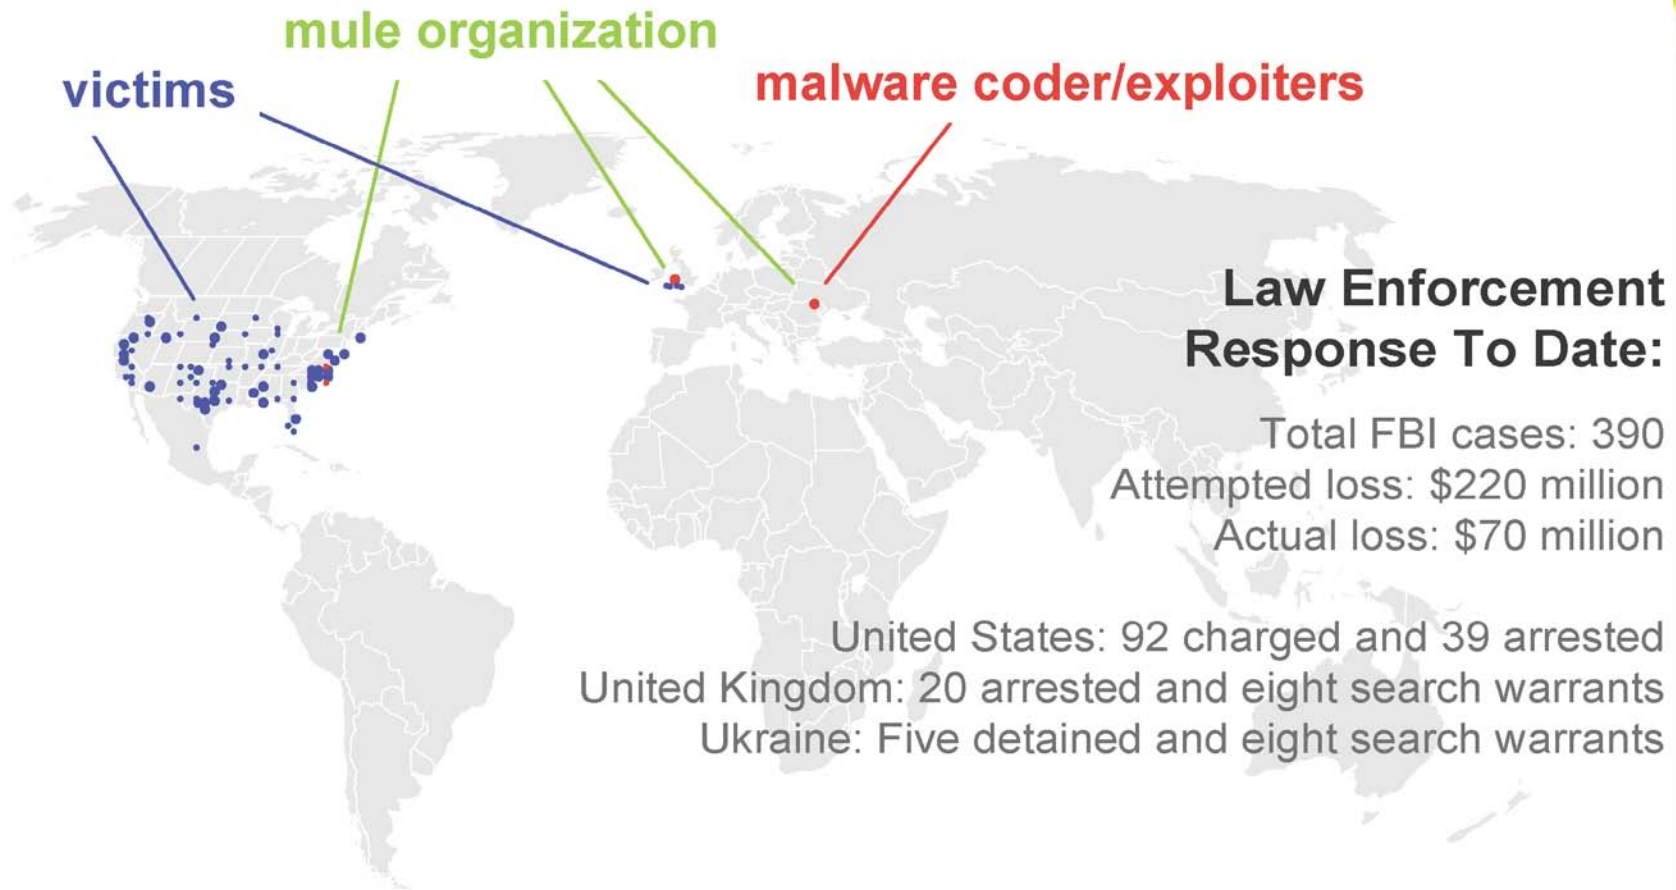 mule organization
victims
malware coder/exploiters
Law Enforcement
Response To Date:
Total FBI cases: 390
Attempted loss: $220 million
Actual loss: $70 million
United States: 92 charged and 39 arrested
United Kingdom: 20 arrested and eight search warrants
Ukraine: Five detained and eight search warrants